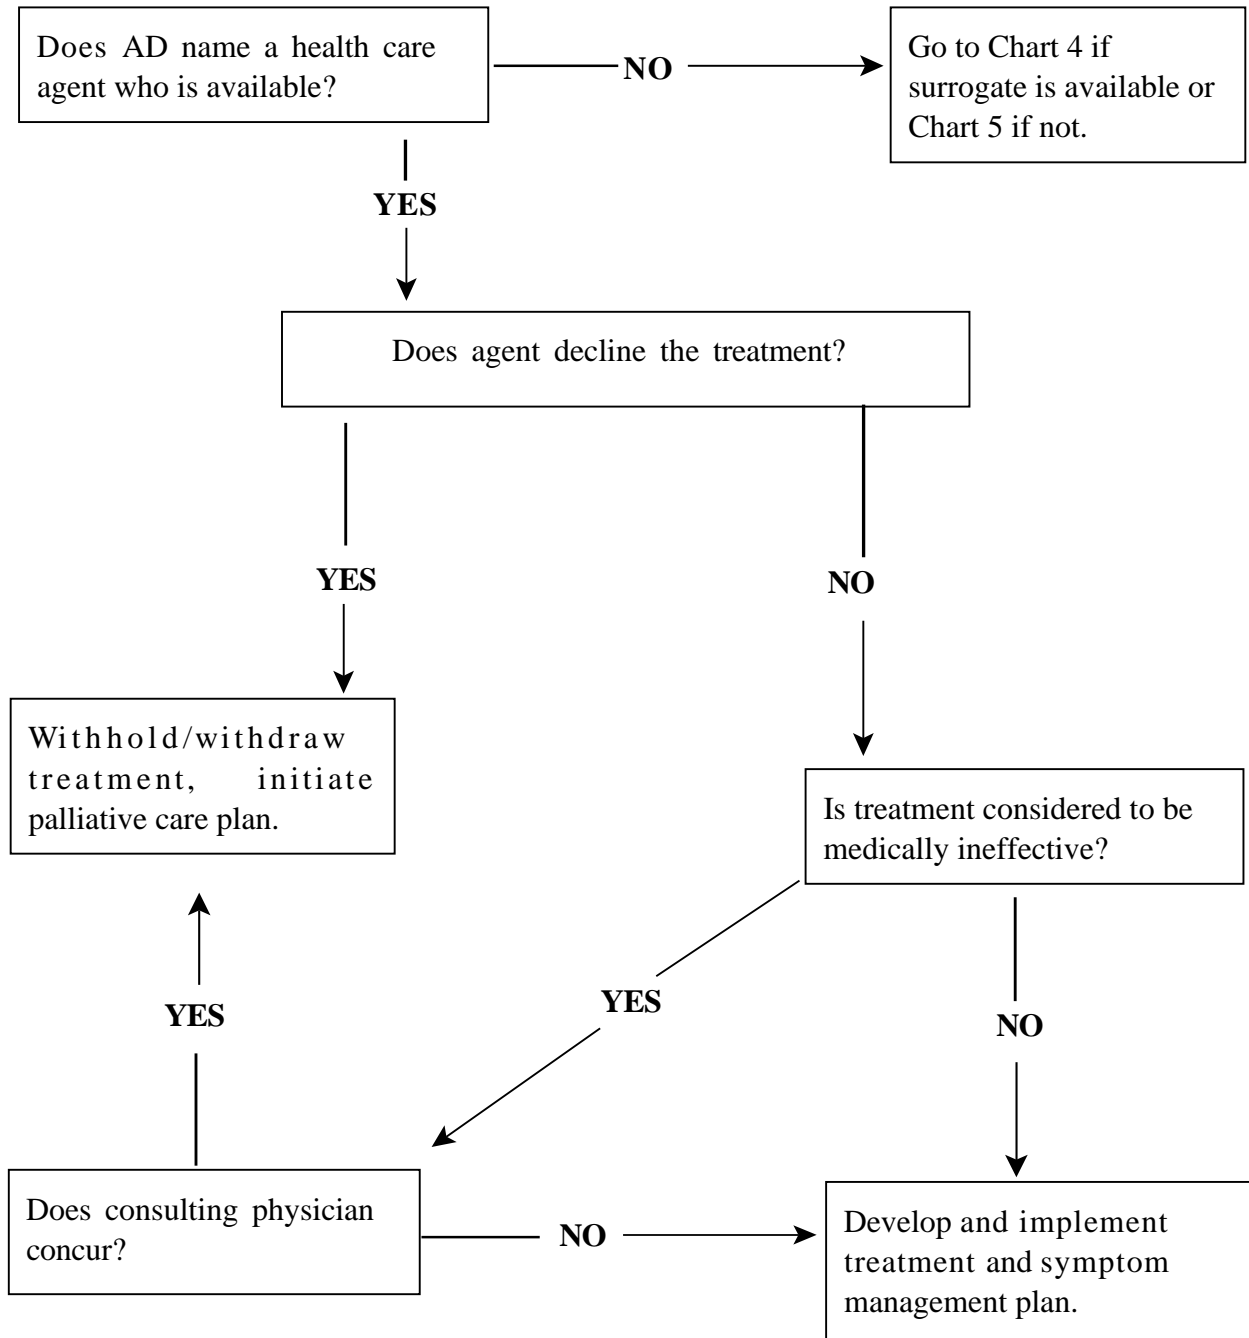 Does AD name a health care
agent who is available?
NO
Go to Chart 4 if
surrogate is available or
Chart 5 if not.
YES
Does agent decline the treatment?
YES
NO
Withhold/withdraw
treatment, initiate
palliative care plan.
Is treatment considered to be
medically ineffective?
YES
YES
NO
Does consulting physician
concur?
NO
Develop and implement
treatment and symptom
management plan.